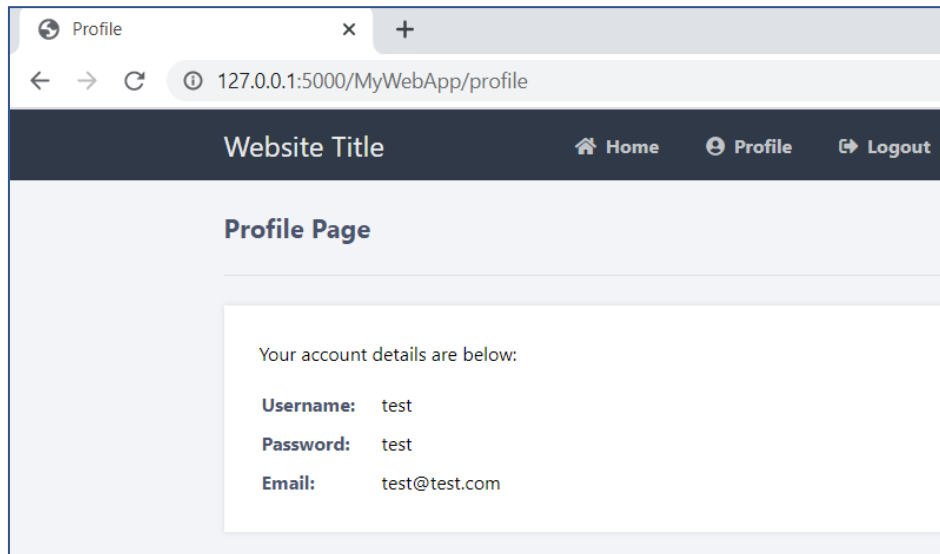 Profile
127.0.0.1:5000/MyWebApp/profile
Website Title Home Profile Logout
Profile Page
Your account details are below:
Username: test
Password: test
Email: test@test.com